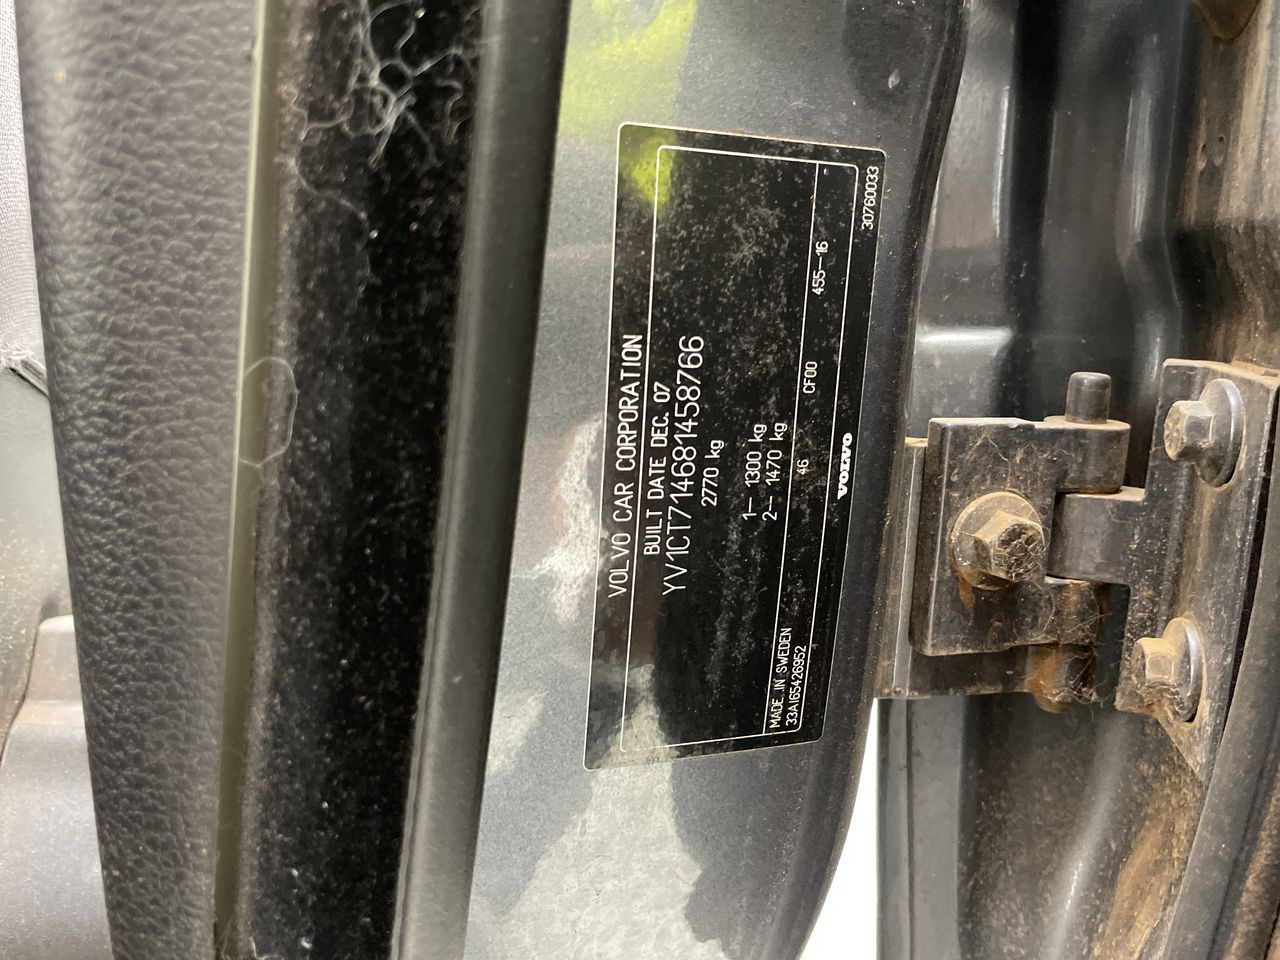 VOLVO CAR CORPORATION
BUILT DATE DEC. 07
YV1CT714681458766
2770 kg
1– 1300 kg
2– 1470 kg
46 CF00 455–16 -
MADE IN SWEDEN
33AI65426952
VOLVO
30760033